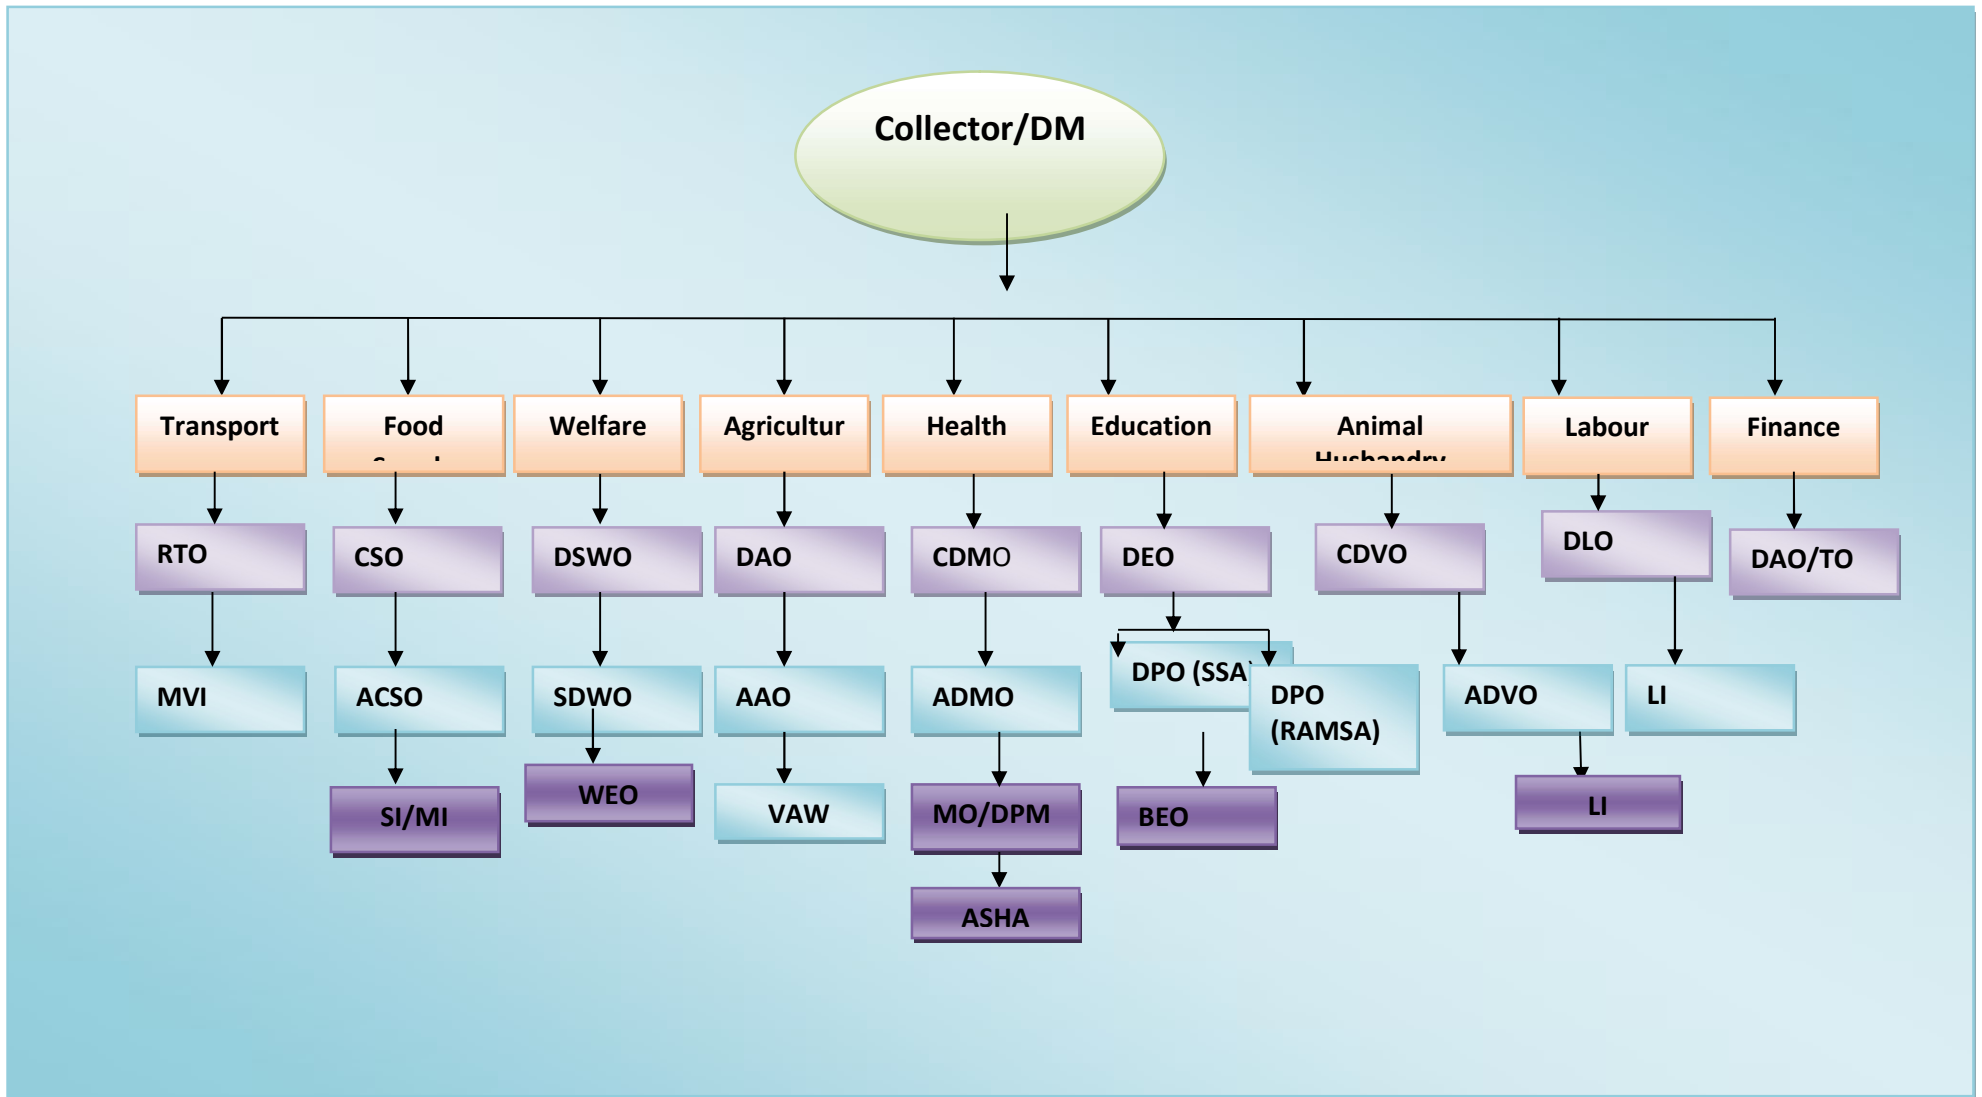 Collector/DM
Transport
Food
Welfare
Agricultur
Health
Education
Animal
Husbandry
Labour
Finance
RTO
CSO
DSWO
DAO
CDMO
DEO
CDVO
DLO
DAO/TO
MVI
ACSO
SDWO
AAO
ADMO
DPO (SSA)
DPO
(RAMSA)
ADVO
LI
SI/MI
WEO
VAW
MO/DPM
BEO
LI
ASHA